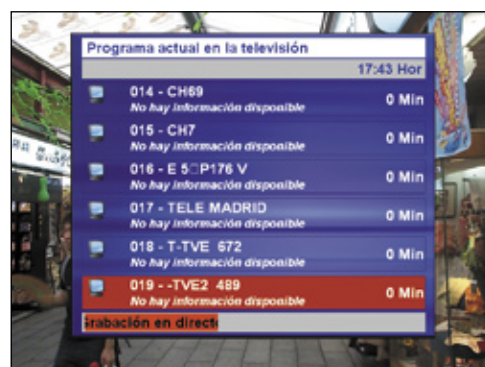 Programa actual en la televisión
17:43 Hor
014 - CH69
0 Min
No hay información disponible
015 - CH7
0 Min
No hay información disponible
016 - E 5□P176 V
0 Min
No hay información disponible
017 - TELE MADRID
0 Min
No hay información disponible
018 - T-TVE 672
0 Min
No hay información disponible
019 - -TVE2 489
0 Min
No hay información disponible
Grabación en directo